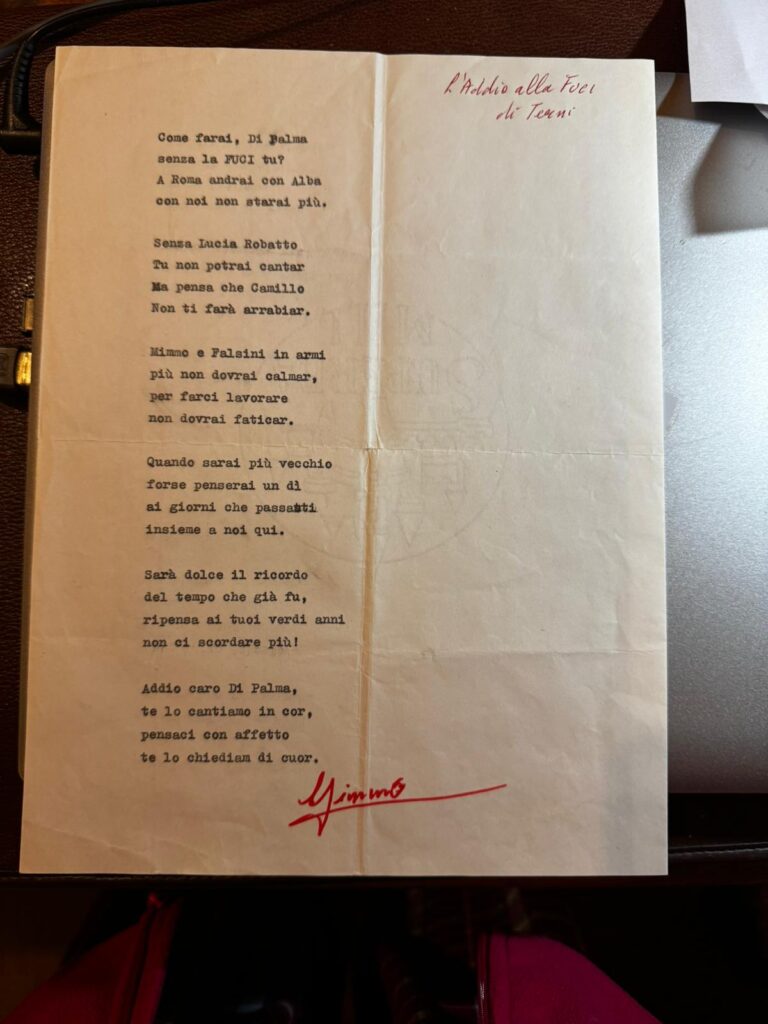 L'Addio alla Fuci
di Terni
Come farai, Di Palma
senza la FUCI tu?
A Roma andrai con Alba
con noi non starai più.
Senza Lucia Robatto
Tu non potrai cantar
Ma pensa che Camillo
Non ti farà arrabiar.
Mimmo e Falsini in armi
più non dovrai calmar,
per farci lavorare
non dovrai faticar.
Quando sarai più vecchio
forse penserai un dì
ai giorni che passasti
insieme a noi qui.
Sarà dolce il ricordo
del tempo che già fu,
ripensa ai tuoi verdi anni
non ci scordare più!
Addio caro Di Palma,
te lo cantiamo in cor,
pensaci con affetto
te lo chiediam di cuor.
Mimmo